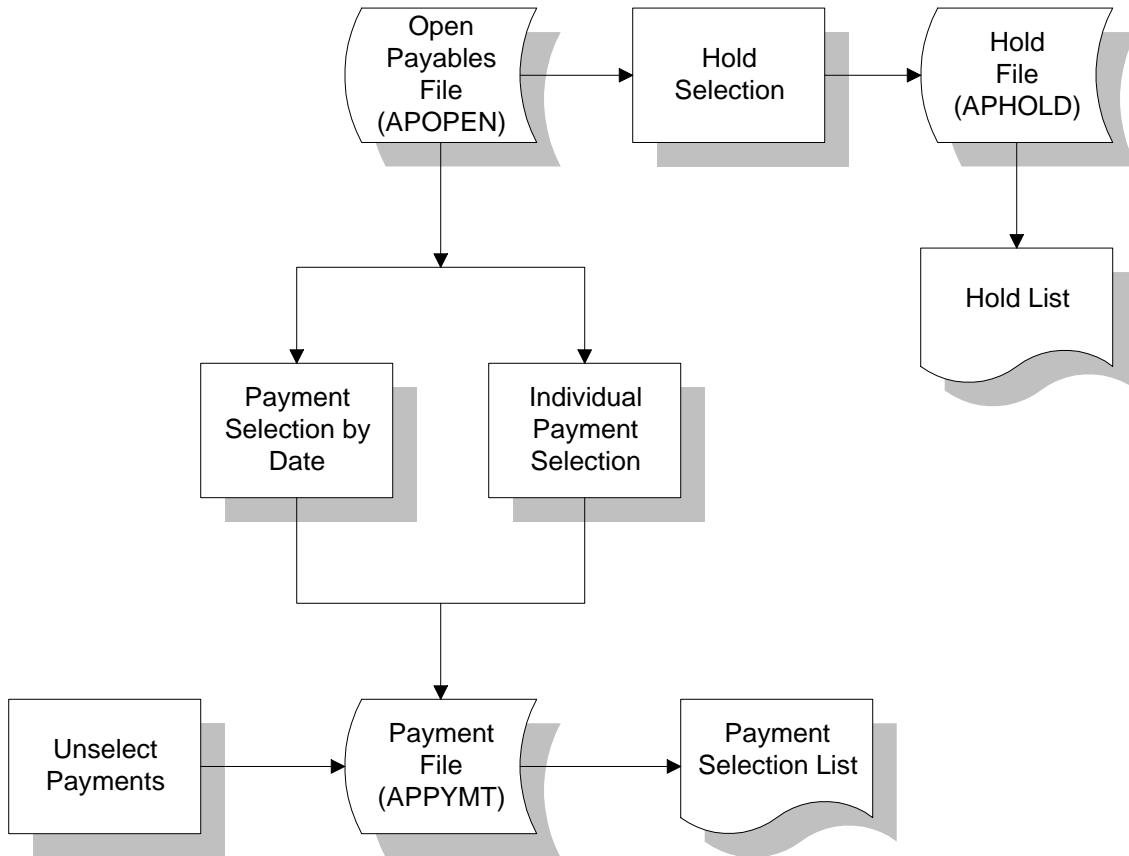 Open
Payables
File
(APOPEN)
Hold
Selection
Hold
File
(APHOLD)
Hold List
Payment
Selection by
Date
Individual
Payment
Selection
Unselect
Payments
Payment
File
(APPYMT)
Payment
Selection List